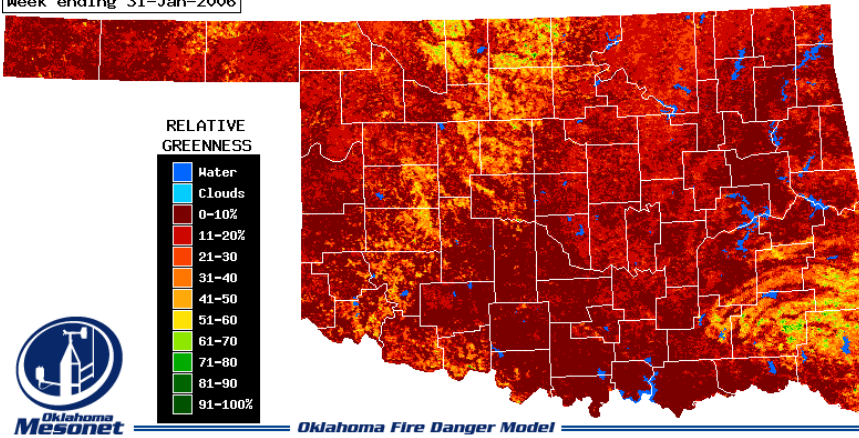 Week ending 31-Jan-2006
RELATIVE
GREENNESS
Water
Clouds
0-10%
11-20%
21-30
31-40
41-50
51-60
61-70
71-80
81-90
91-100%
Oklahoma
Mesonet
Oklahoma Fire Danger Model